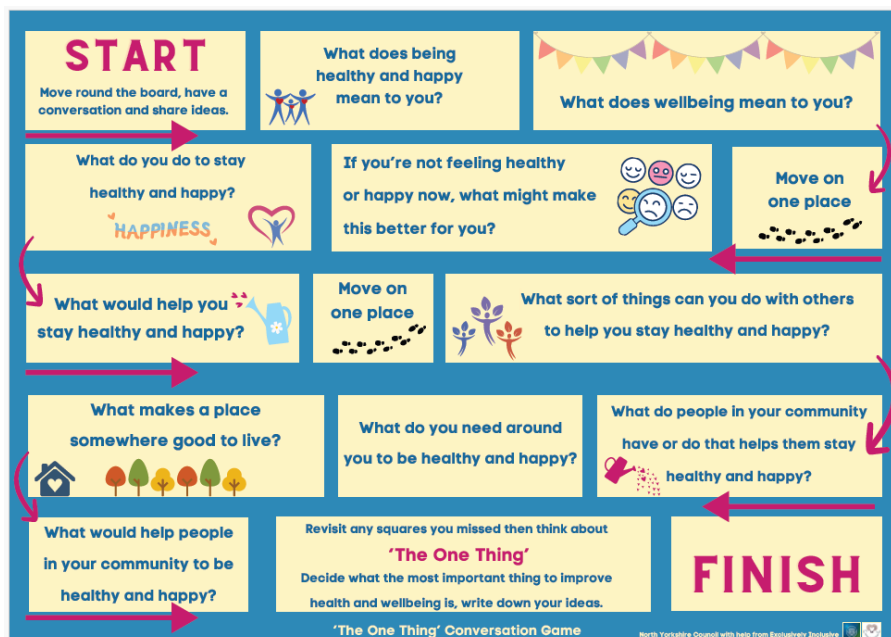 START
Move round the board, have a
conversation and share ideas.
What does being
healthy and happy
mean to you?
What does wellbeing mean to you?
Move on
one place
If you're not feeling healthy
or happy now, what might make
this better for you?
What do you do to stay
healthy and happy?
HAPPINESS
What would help you
stay healthy and happy?
Move on
one place
What sort of things can you do with others
to help you stay healthy and happy?
What do people in your community
have or do that helps them stay
healthy and happy?
What do you need around
you to be healthy and happy?
What makes a place
somewhere good to live?
What would help people
in your community to be
healthy and happy?
Revisit any squares you missed then think about
'The One Thing'
Decide what the most important thing to improve
health and wellbeing is, write down your ideas.
FINISH
'The One Thing' Conversation Game
North Yorkshire Council with help from Exclusively Inclusive